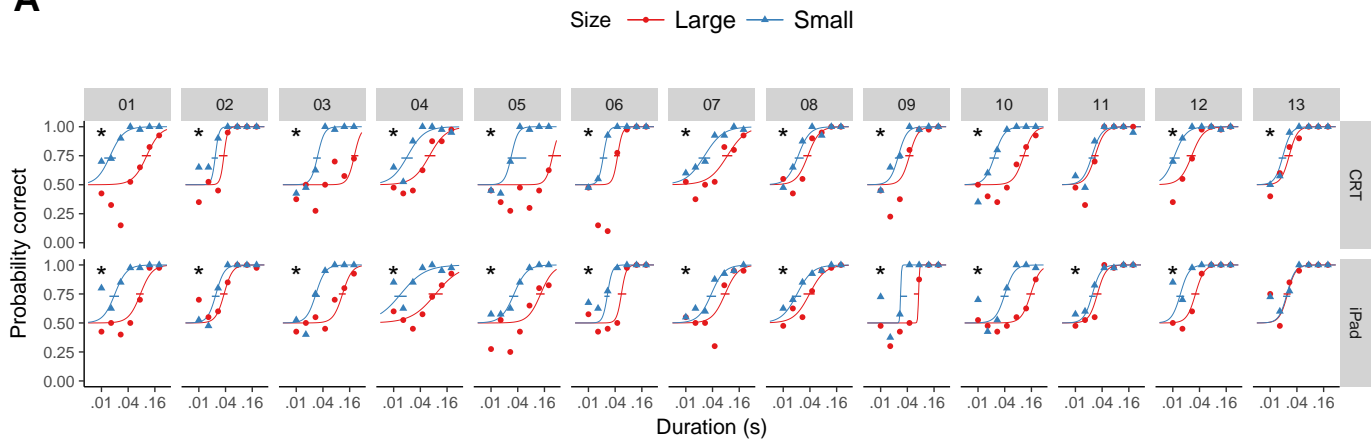 A
Size Large Small
01 02 03 04 05 06 07 08 09 10 11 12 13
1.00 * * * * * * * * * * * *
0.75
0.50
0.25
0.00
CRT
1.00 * * * * * * * * * * * *
0.75
0.50
0.25
0.00
iPad
Probability correct
.01 .04 .16 .01 .04 .16 .01 .04 .16 .01 .04 .16 .01 .04 .16 .01 .04 .16 .01 .04 .16 .01 .04 .16 .01 .04 .16 .01 .04 .16 .01 .04 .16 .01 .04 .16 .01 .04 .16
Duration (s)